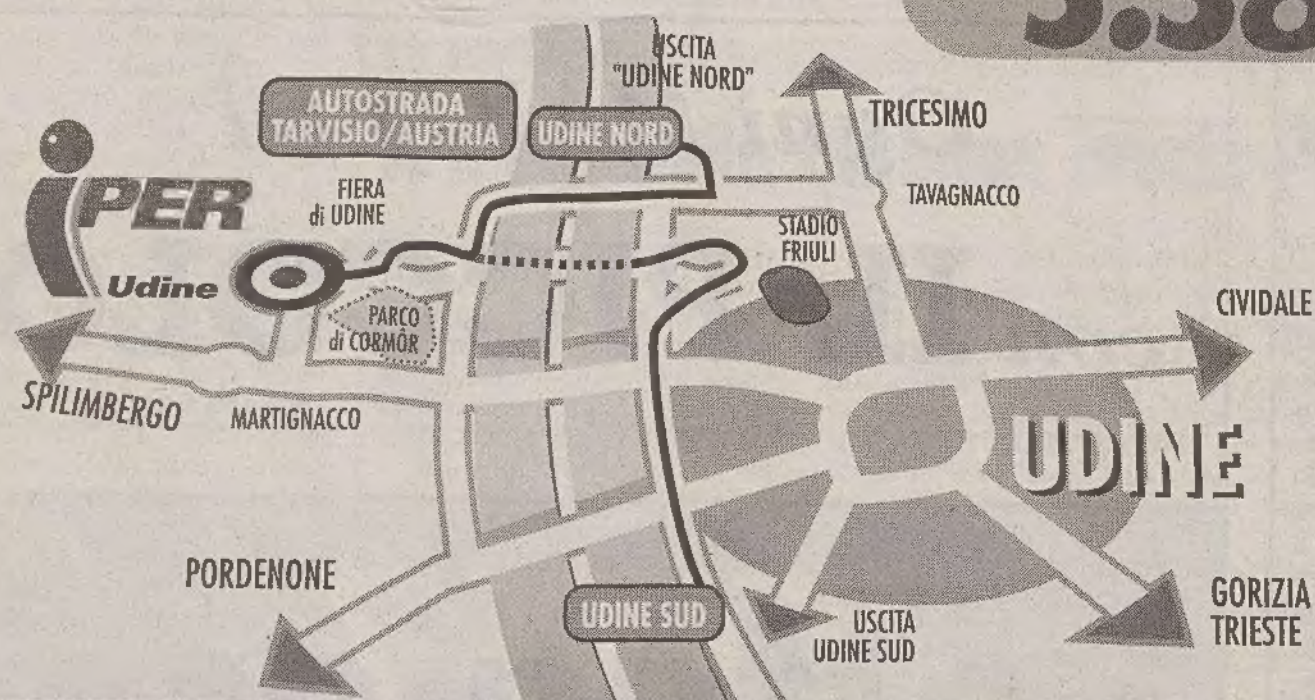 USCITA
"UDINE NORD"
AUTOSTRADA
TARVISIO/AUSTRIA
UDINE NORD
TRICESIMO
iPER
Udine
FIERA
di UDINE
TAVAGNACCO
STADIO
FRIULI
PARCO
di CORMÔR
CIVIDALE
SPILIMBERGO
MARTIGNACCO
UDINE
PORDENONE
UDINE SUD
USCITA
UDINE SUD
GORIZIA
TRIESTE